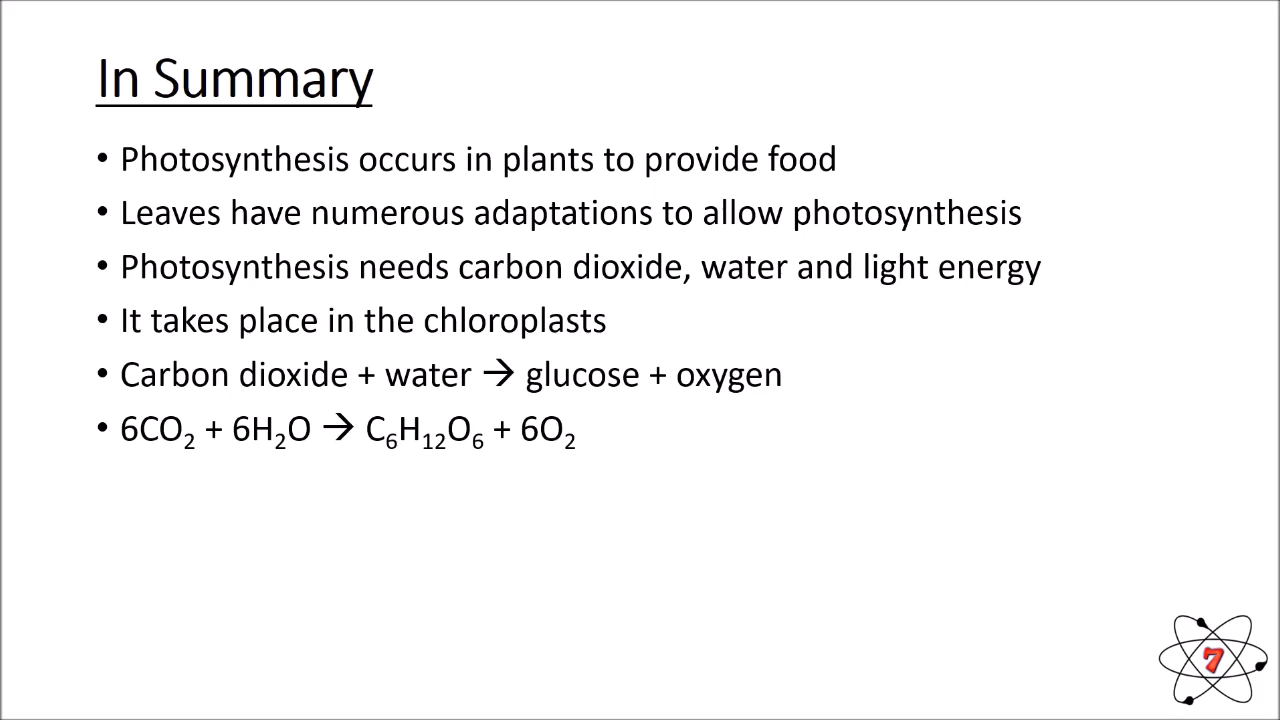 In Summary
• Photosynthesis occurs in plants to provide food
• Leaves have numerous adaptations to allow photosynthesis
• Photosynthesis needs carbon dioxide, water and light energy
• It takes place in the chloroplasts
• Carbon dioxide + water → glucose + oxygen
• 6CO₂ + 6H₂O → C₆H₁₂O₆ + 6O₂
7